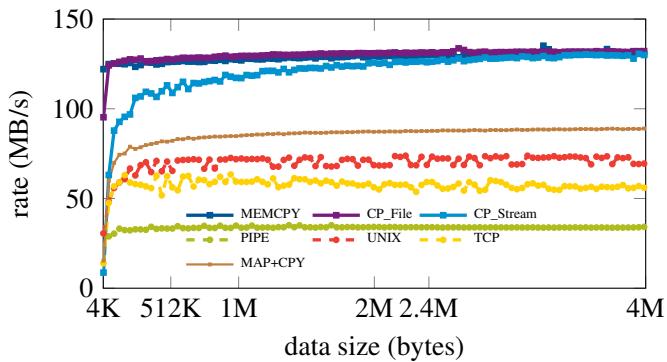 150
100
50
0
rate (MB/s)
MEMCPY CP_File CP_Stream
PIPE UNIX TCP
MAP+CPY
4K 512K 1M 2M 2.4M 4M
data size (bytes)